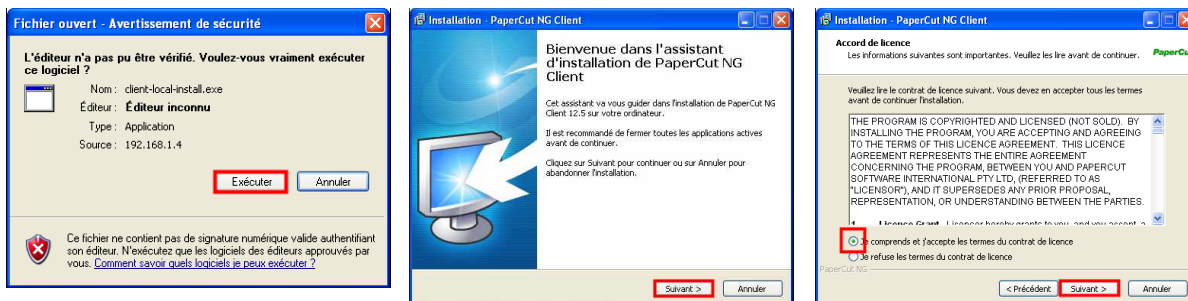 Fichier ouvert - Avertissement de sécurité
L'éditeur n'a pas pu être vérifié. Voulez-vous vraiment exécuter
ce logiciel ?
Nom : client-local-install.exe
Éditeur : Éditeur inconnu
Type : Application
Source : 192.168.1.4
Exécuter
Annuler
Ce fichier ne contient pas de signature numérique valide authentifiant
son éditeur. N'exécutez que les logiciels des éditeurs approuvés par
vous. Comment savoir quels logiciels je peux exécuter ?
Installation - PaperCut NG Client
Bienvenue dans l'assistant
d'installation de PaperCut NG
Client
Cet assistant va vous guider dans l'installation de PaperCut NG
Client 12.5 sur votre ordinateur.
Il est recommandé de fermer toutes les applications actives
avant de continuer.
Cliquez sur Suivant pour continuer ou sur Annuler pour
abandonner l'installation.
Suivant >
Annuler
Installation - PaperCut NG Client
Accord de licence
Les informations suivantes sont importantes. Veuillez les lire avant de continuer.
PaperCu
Veuillez lire le contrat de licence suivant. Vous devez en accepter tous les termes
avant de continuer l'installation.
THE PROGRAM IS COPYRIGHTED AND LICENSED (NOT SOLD). BY
INSTALLING THE PROGRAM, YOU ARE ACCEPTING AND AGREEING
TO THE TERMS OF THIS LICENCE AGREEMENT. THIS LICENCE
AGREEMENT REPRESENTS THE ENTIRE AGREEMENT
CONCERNING THE PROGRAM, BETWEEN YOU AND PAPERCUT
SOFTWARE INTERNATIONAL PTY LTD, (REFERRED TO AS
"LICENSOR"), AND IT SUPERSEDES ANY PRIOR PROPOSAL,
REPRESENTATION, OR UNDERSTANDING BETWEEN THE PARTIES.
1. Licence Grant. Licensor hereby grants to you, and you accept, a
Je comprends et j'accepte les termes du contrat de licence
Je refuse les termes du contrat de licence
PaperCut NG
< Précédent
Suivant >
Annuler